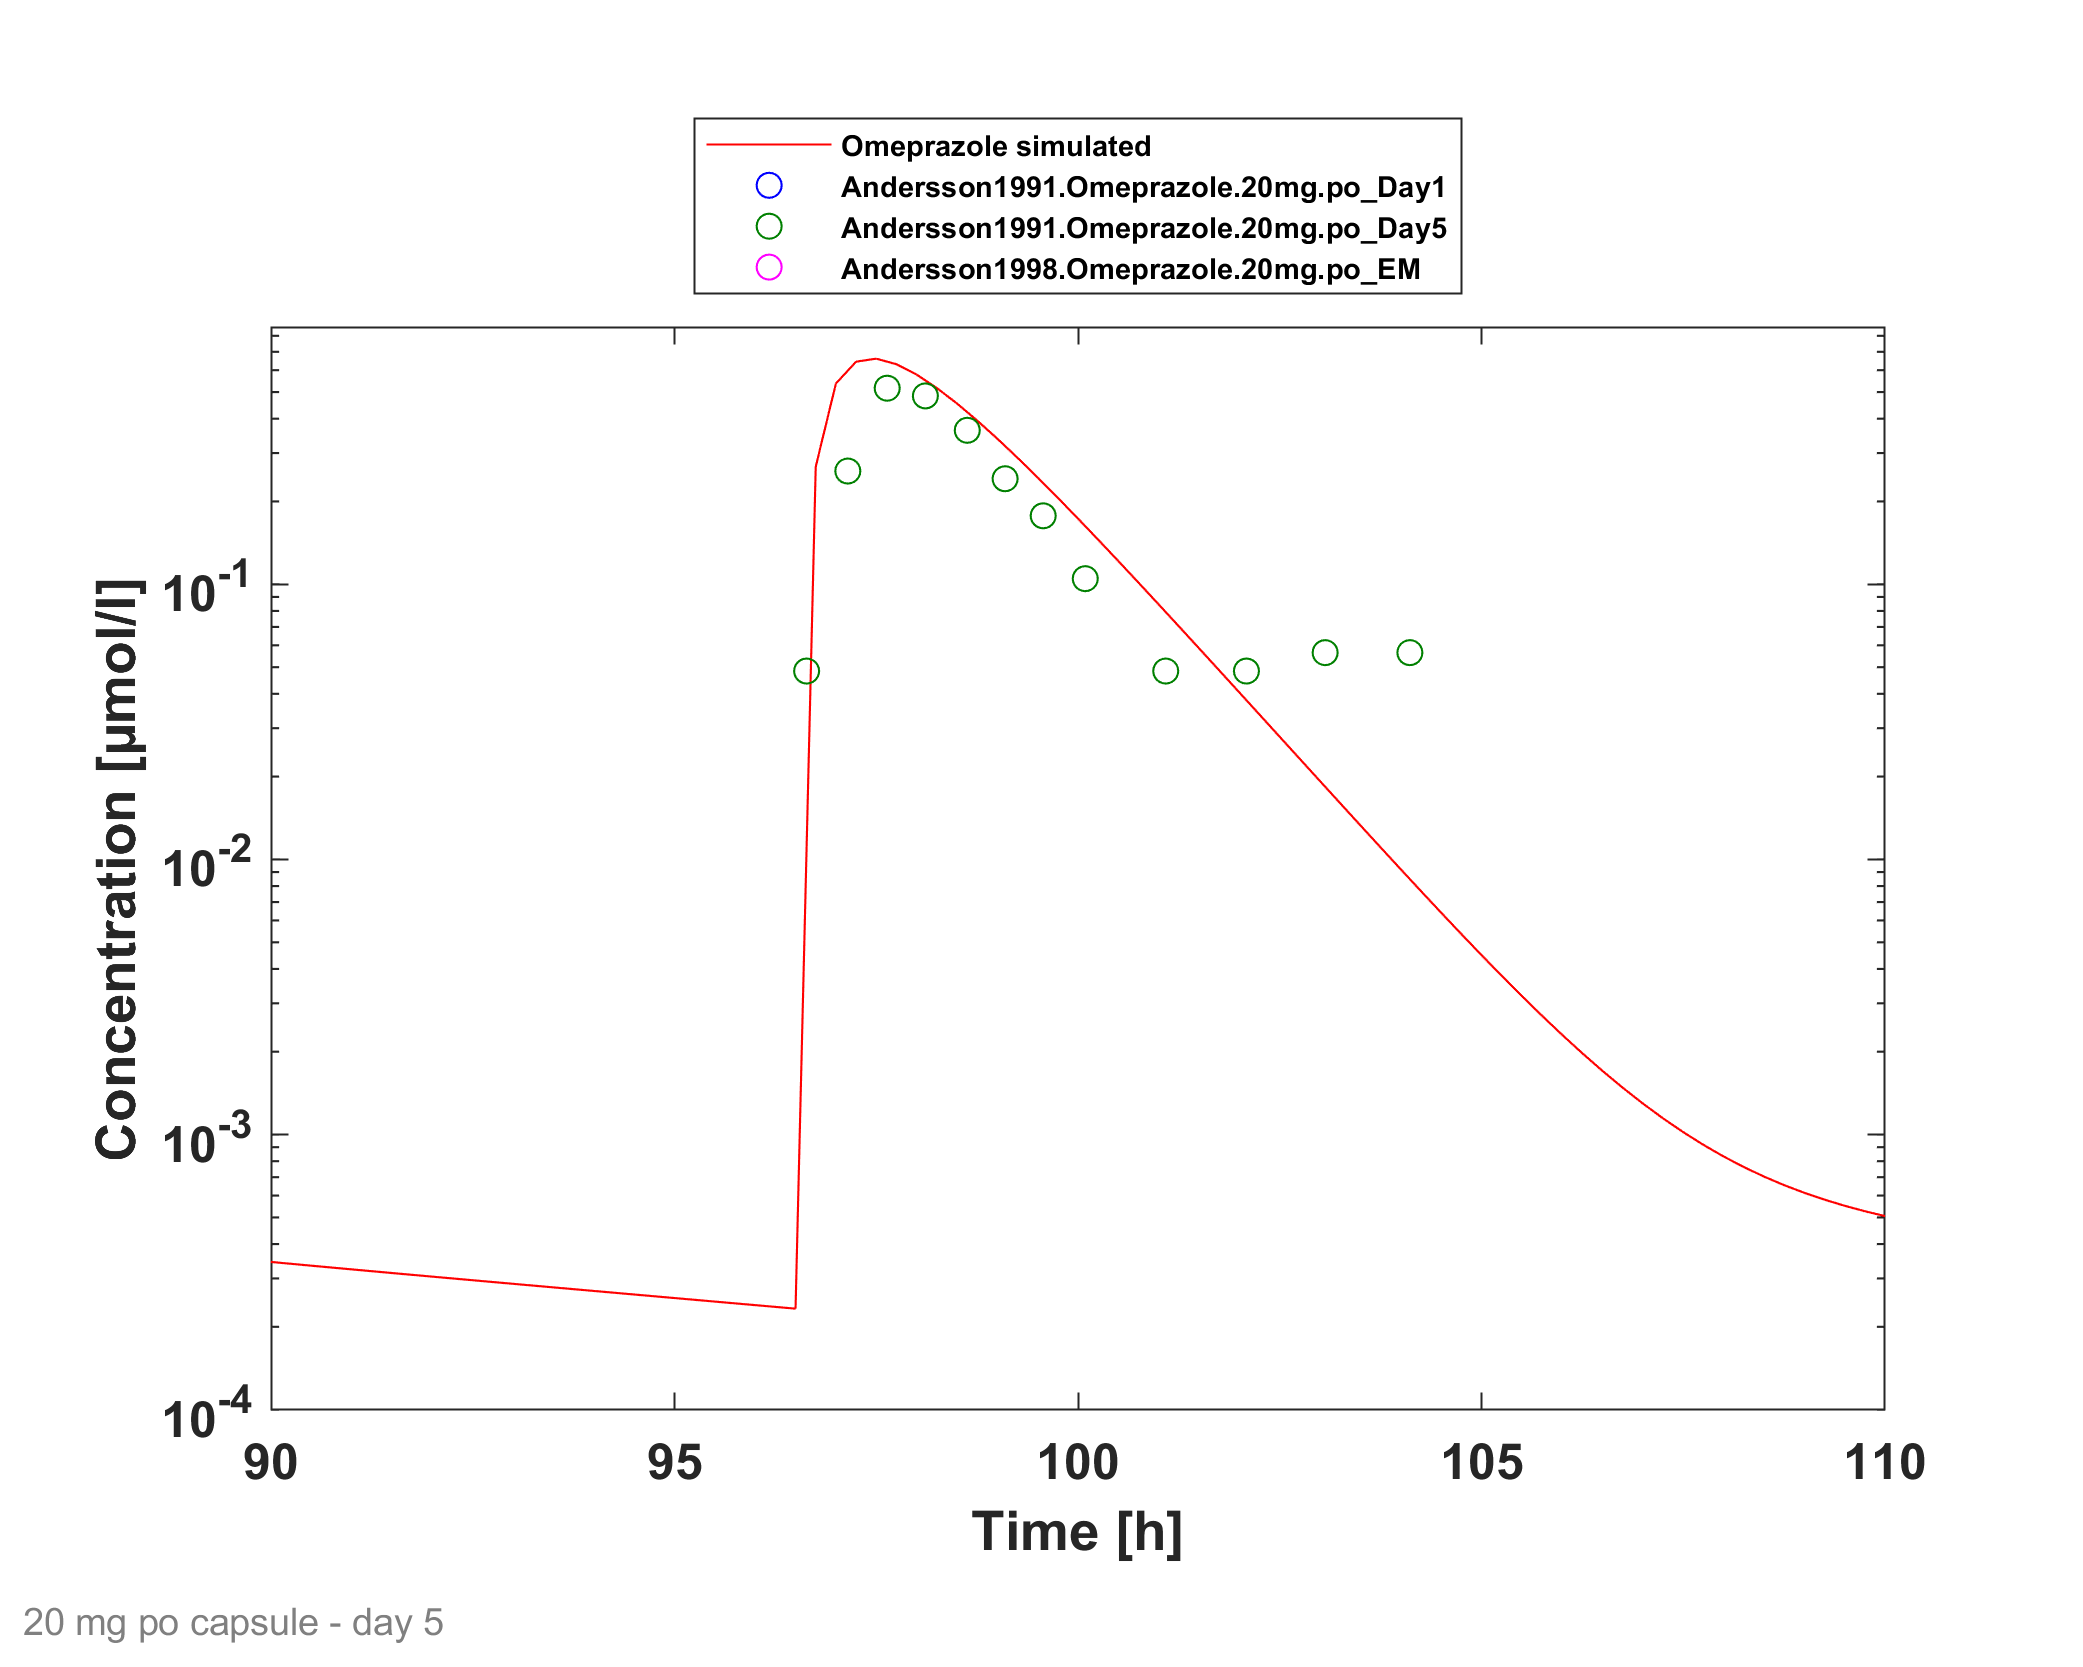 Omeprazole simulated
Andersson1991.Omeprazole.20mg.po_Day1
Andersson1991.Omeprazole.20mg.po_Day5
Andersson1998.Omeprazole.20mg.po_EM
Concentration [µmol/l]
10-1
10-2
10-3
10-4
90 95 100 105 110
Time [h]
20 mg po capsule - day 5